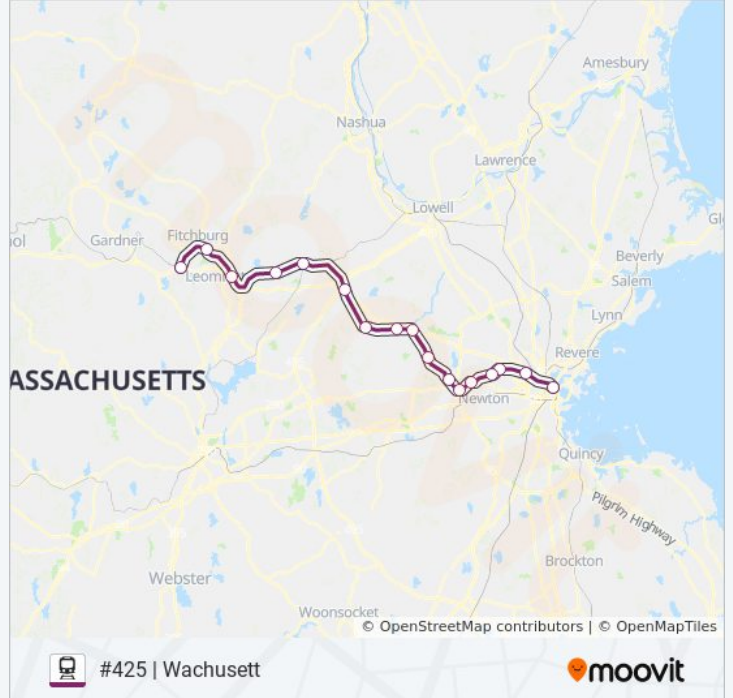 Amesbury
Nashua
Lawrence
Lowell
Gl
Fitchburg
ol
Gardner
Beverly
Leom
Salem
Lynn
Revere
ASSACHUSETTS
Newton
Quincy
Pilgrim Highway
Brockton
Webster
Woonsocket
© OpenStreetMap contributors | © OpenMapTiles
#425 | Wachusett
moovit